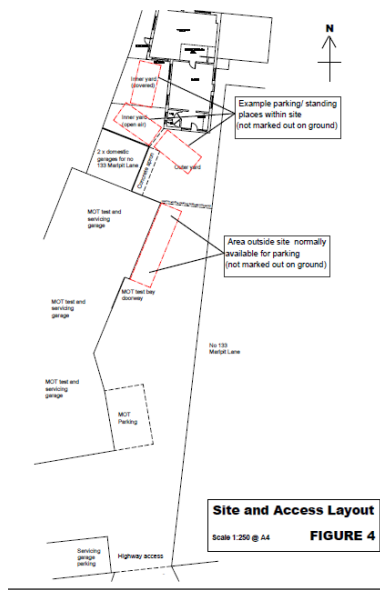 N
Inner yard
(covered)
Example parking/ standing
places within site
(not marked out on ground)
Inner yard
(open air)
2 x domestic
garages for no
133 Marlpit Lane
Concrete apron
Outer yard
MOT test and
servicing
garage
Area outside site normally
available for parking
(not marked out on ground)
MOT test bay
doorway
MOT test and
servicing
garage
No 133
Marlpit Lane
MOT test and
servicing
garage
MOT
Parking
Site and Access Layout
Scale 1:250 @ A4 FIGURE 4
Servicing
garage
parking
Highway access